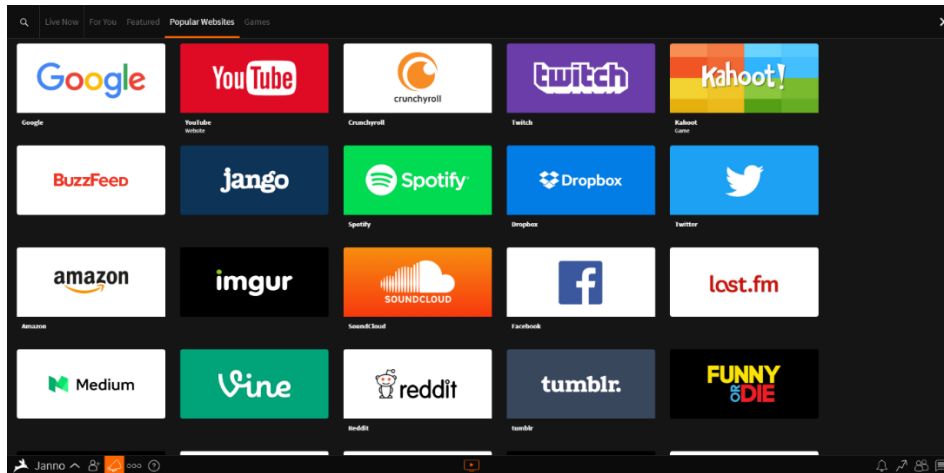 Live Now For You Featured Popular Websites Games
Google
YouTube
crunchyroll
twitch
Kahoot!
Google
YouTube
Website
Crunchyroll
Twitch
Kahoot
Game
BuzzFeeD
jango
Spotify
Dropbox
Spotify
Dropbox
Twitter
amazon
imgur
SOUNDCLOUD
f
last.fm
Amazon
SoundCloud
Facebook
Medium
Vine
reddit
tumblr.
FUNNY
OR DIE
Reddit
tumblr
Janno